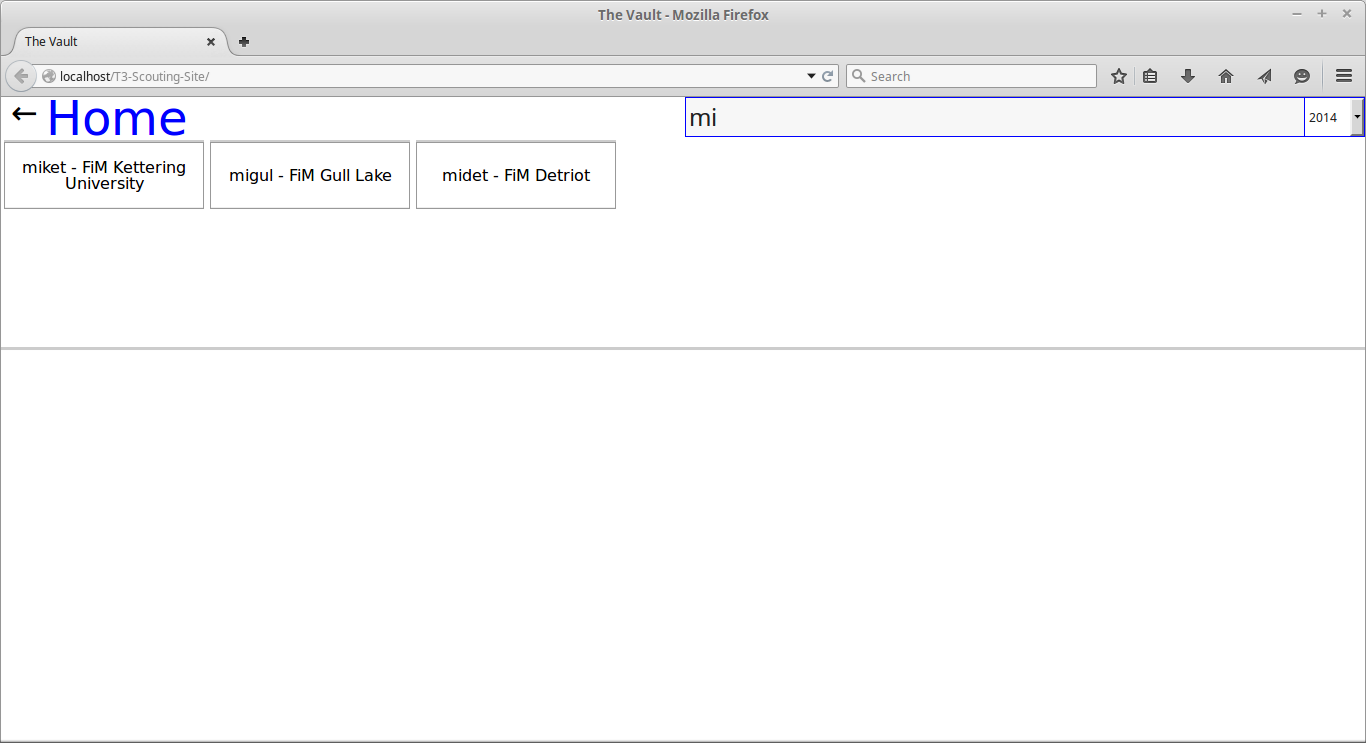 The Vault - Mozilla Firefox
The Vault
localhost/T3-Scouting-Site/
Search
← Home
mi
2014
miket - FiM Kettering
University
migul - FiM Gull Lake
midet - FiM Detriot